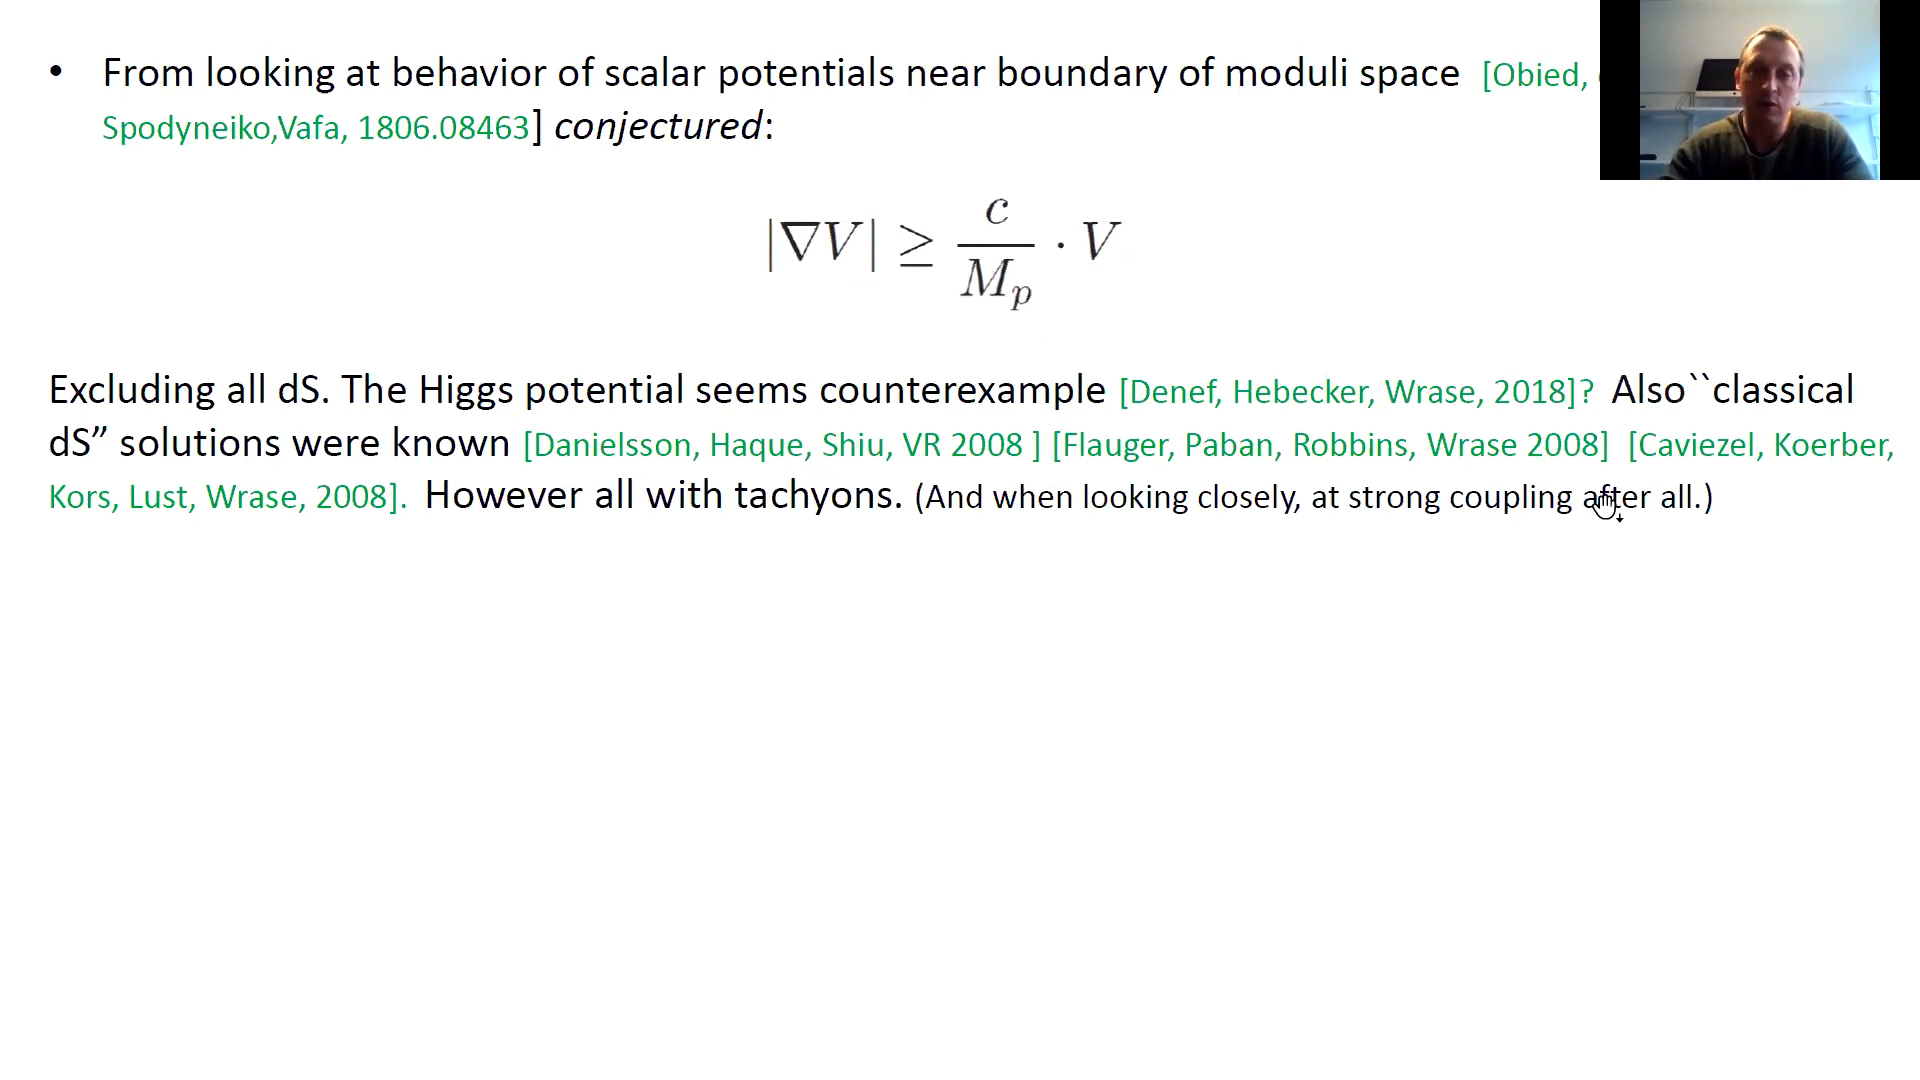 • From looking at behavior of scalar potentials near boundary of moduli space [Obied,
Spodyneiko,Vafa, 1806.08463] conjectured:
|∇V| ≥ c/M_p · V
Excluding all dS. The Higgs potential seems counterexample [Denef, Hebecker, Wrase, 2018]? Also``classical
dS” solutions were known [Danielsson, Haque, Shiu, VR 2008 ] [Flauger, Paban, Robbins, Wrase 2008] [Caviezel, Koerber,
Kors, Lust, Wrase, 2008]. However all with tachyons. (And when looking closely, at strong coupling after all.)